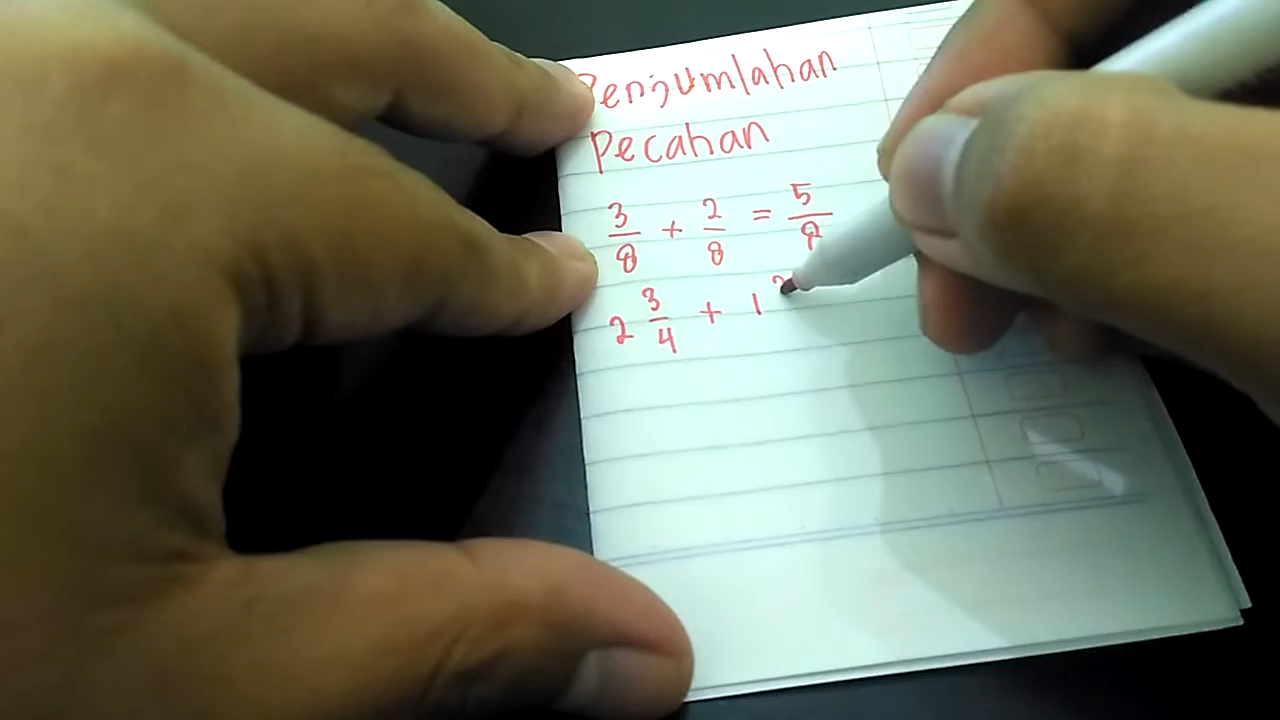 Penjumlahan
Pecahan
3/8 + 2/8 = 5/8
2 3/4 + 1